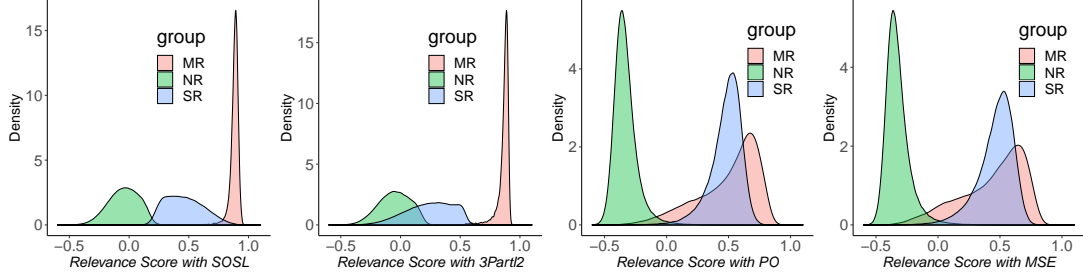 Density
15
10
5
0
−0.5
0.0
0.5
1.0
group
MR
NR
SR
Relevance Score with SOSL
Density
15
10
5
0
−0.5
0.0
0.5
1.0
group
MR
NR
SR
Relevance Score with 3Partl2
Density
4
2
0
−0.5
0.0
0.5
1.0
group
MR
NR
SR
Relevance Score with PO
Density
4
2
0
−0.5
0.0
0.5
1.0
group
MR
NR
SR
Relevance Score with MSE